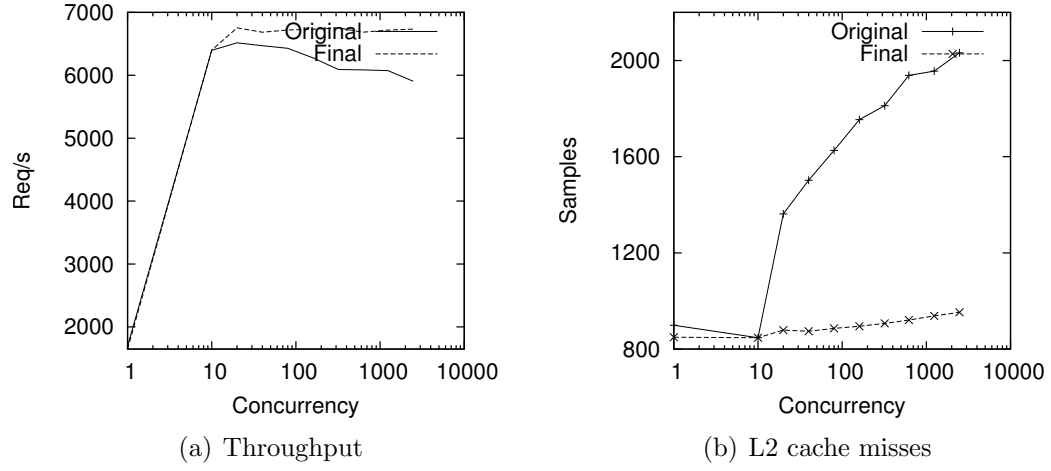 7000
6000
5000
4000
3000
2000
Req/s
1
10
100
1000
10000
Concurrency
Original
Final
(a) Throughput
2000
1600
1200
800
Samples
1
10
100
1000
10000
Concurrency
Original
Final
(b) L2 cache misses